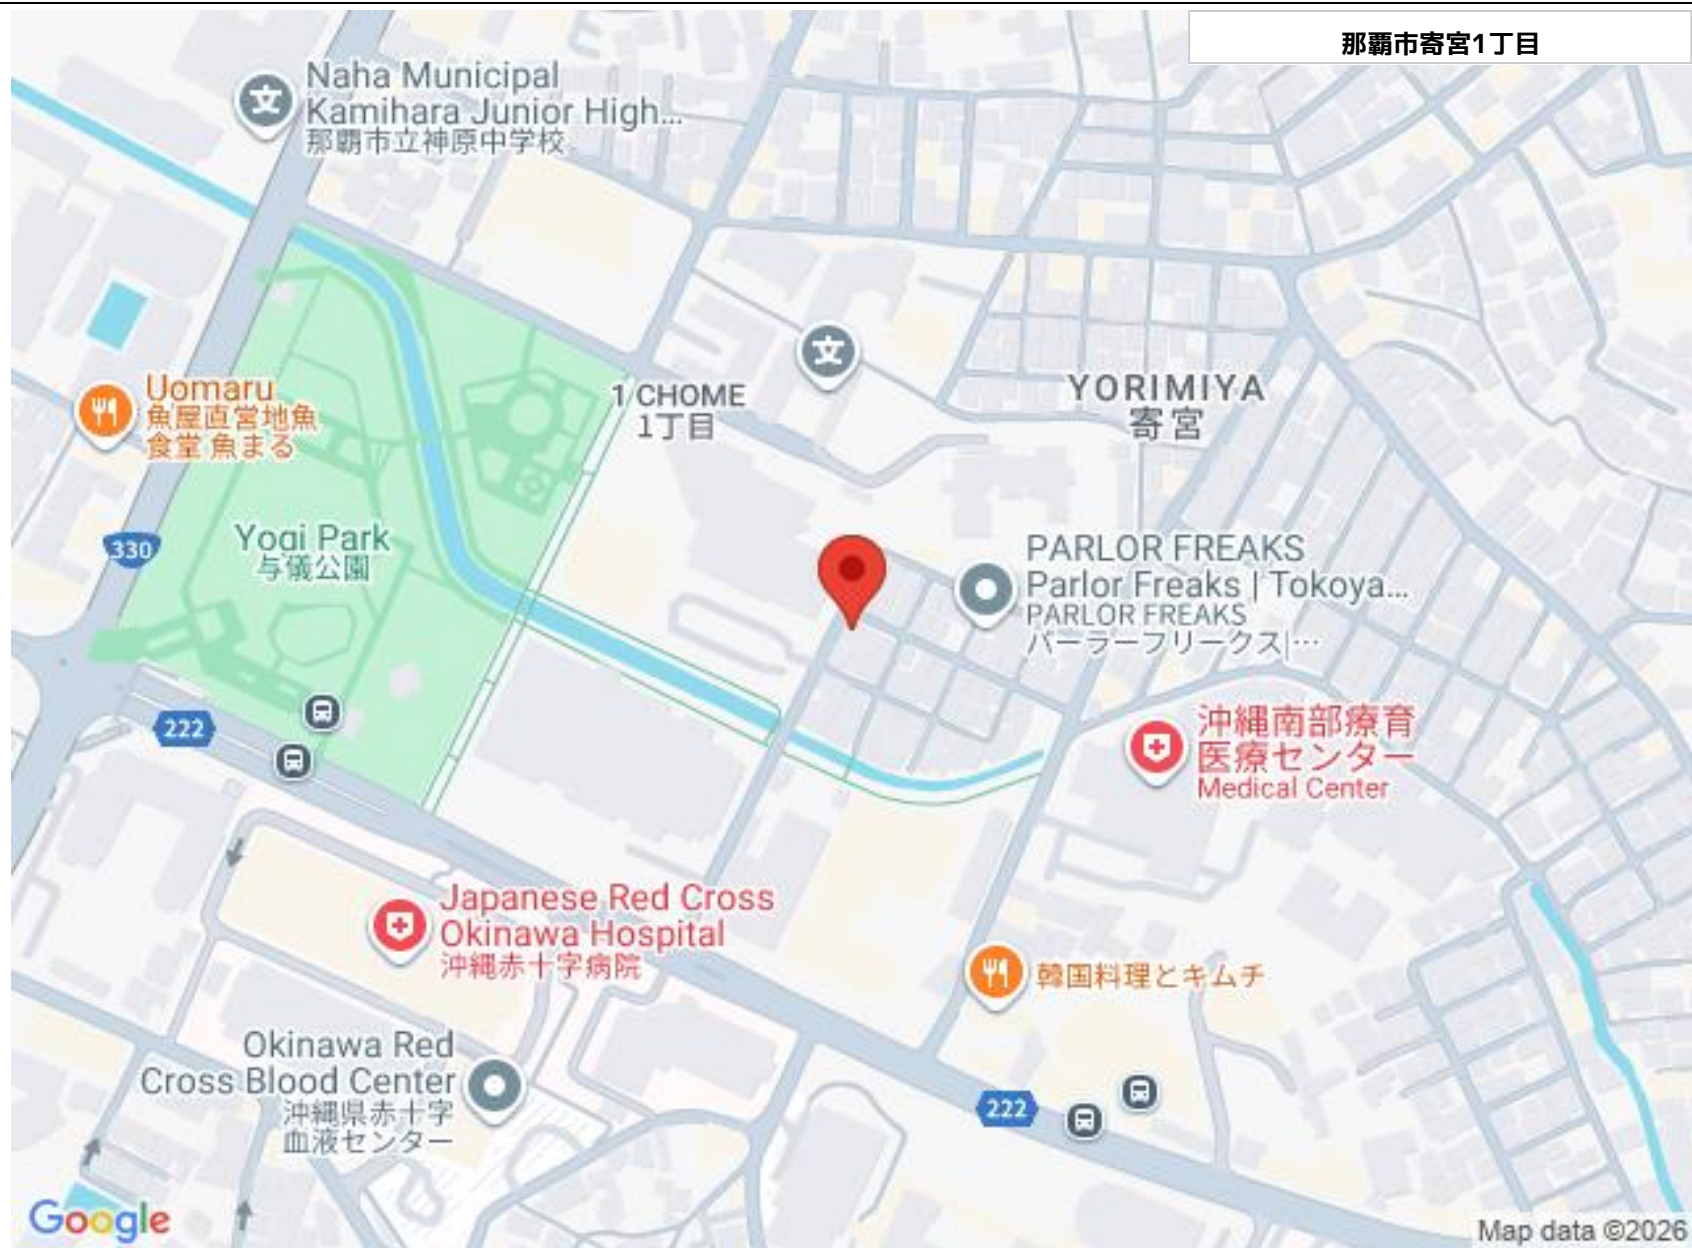 那覇市寄宮1丁目
Naha Municipal
Kamihara Junior High...
那覇市立神原中学校
Uomaru
魚屋直営地魚
食堂 魚まる
1 CHOME
1丁目
YORIMIYA
寄宮
330
Yogi Park
与儀公園
PARLOR FREAKS
Parlor Freaks | Tokoya...
PARLOR FREAKS
パーラーフリークス|…
222
沖縄南部療育
医療センター
Medical Center
Japanese Red Cross
Okinawa Hospital
沖縄赤十字病院
韓国料理とキムチ
Okinawa Red
Cross Blood Center
沖縄県赤十字
血液センター
222
Google
Map data ©2026
文
文